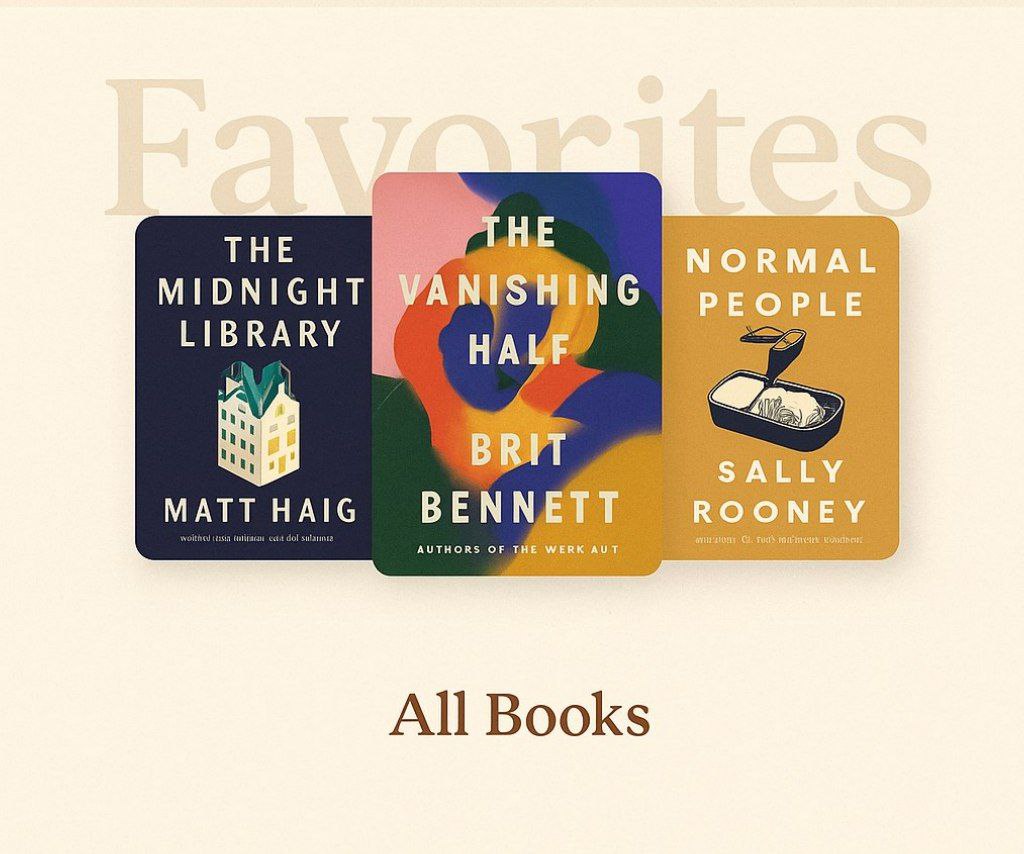 Favorites
THE
MIDNIGHT
LIBRARY
MATT HAIG
THE
VANISHING
HALF
BRIT
BENNETT
AUTHORS OF THE WERK AUT
NORMAL
PEOPLE
SALLY
ROONEY
All Books